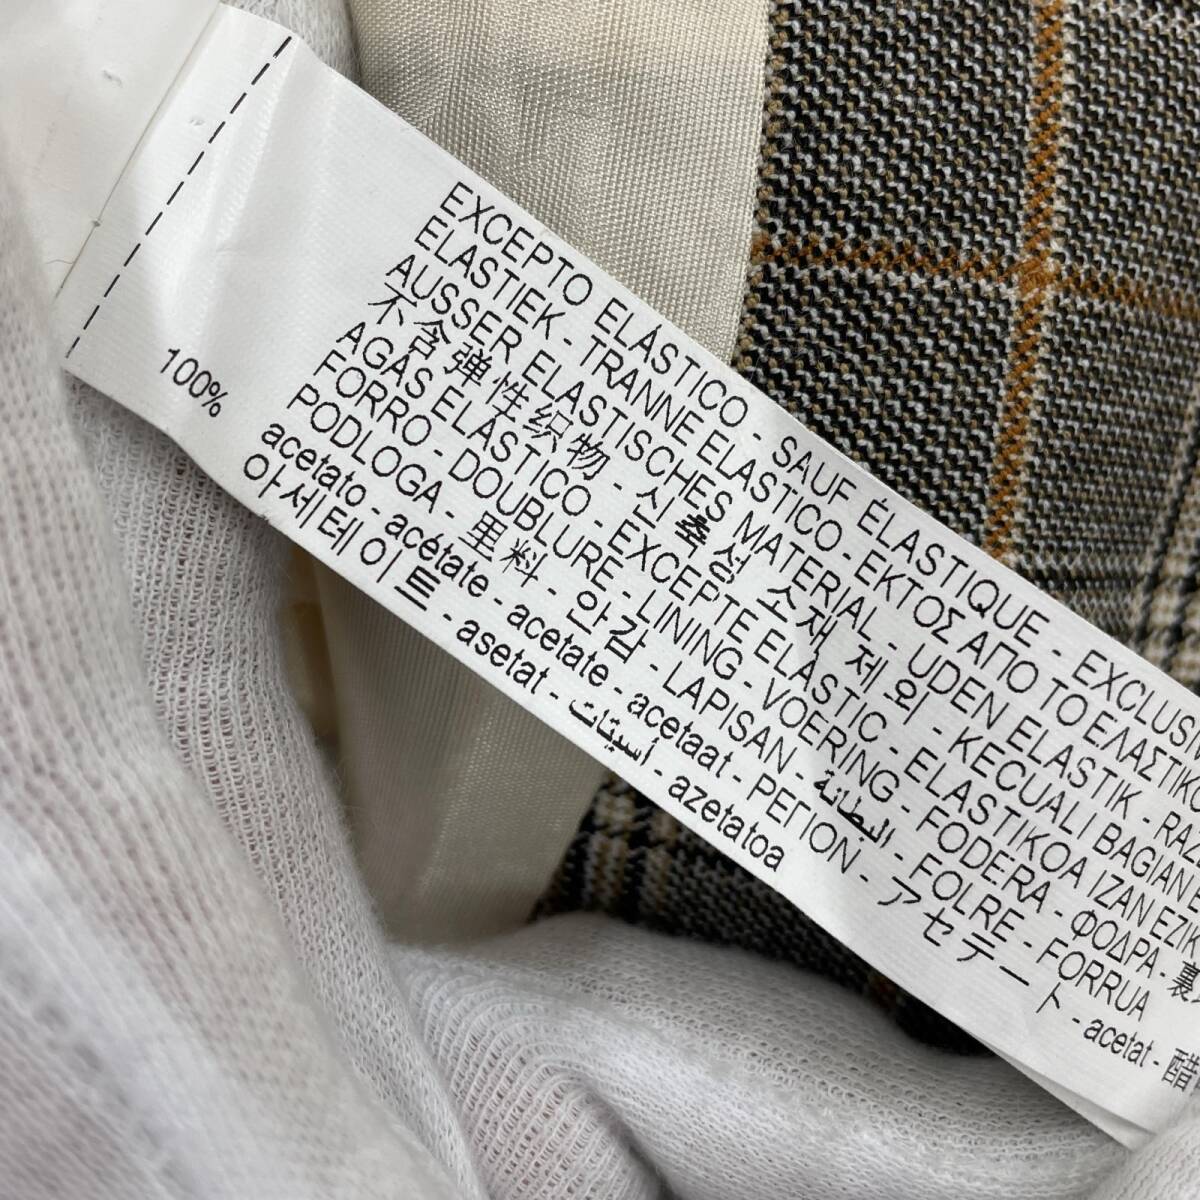 EXCEPTO ELÁSTICO - SAUF ÉLASTIQUE - EXCLUSIV
ELASTIEK - TRANNE ELASTICO - ΕΚΤΟΣ ΑΠΟ ΤΟ ΕΛΑΣΤΙΚΟ
AUSSER ELASTISCHES MATERIAL - UDEN ELASTIK - RAZ
不含弹性织物 - 신축성 소재 제외 - KECUALI BAGIAN
AGAS ELASTICO - EXCEPTE ELASTIC - ELASTIKOA IZAN EZIK
FORRO - DOUBLURE - LINING - VOERING - FODERA - ΦΟΔΡΑ - 裏
PODLOGA - 里料 - 안감 - LAPISAN - البطانة - FOLRE - FORRUA
100% acetato - acétate - acetate - acetaat - ΡΕΓΙΟΝ - アセテート - acetat - 醋
아세테이트 - asetat - أسيتات - azetatoa